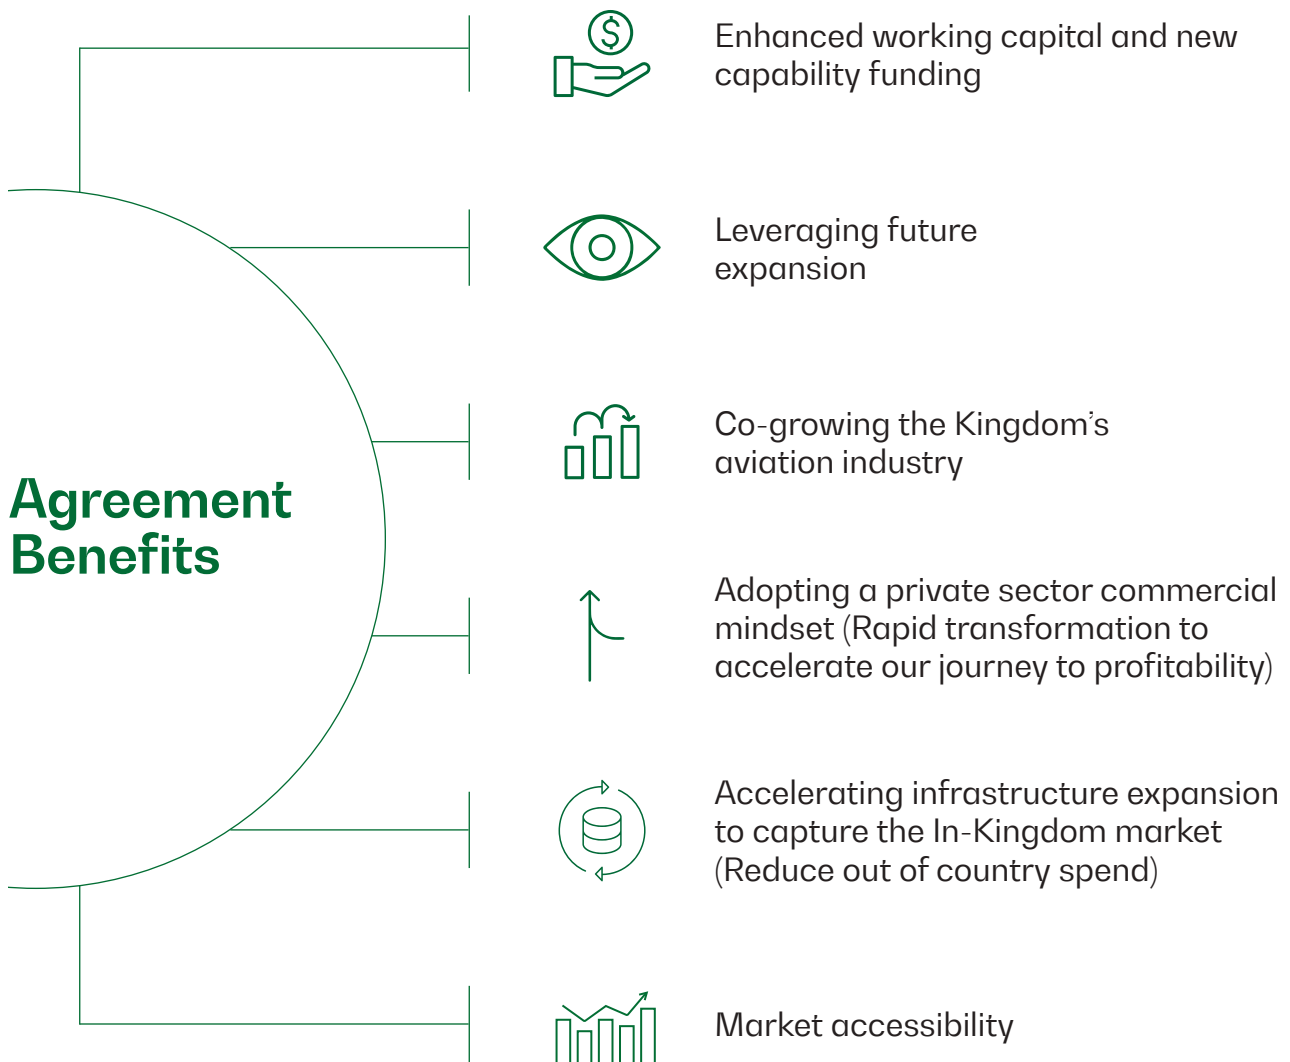 Enhanced working capital and new
capability funding
Leveraging future
expansion
Co-growing the Kingdom’s
aviation industry
Agreement
Benefits
Adopting a private sector commercial
mindset (Rapid transformation to
accelerate our journey to profitability)
Accelerating infrastructure expansion
to capture the In-Kingdom market
(Reduce out of country spend)
Market accessibility